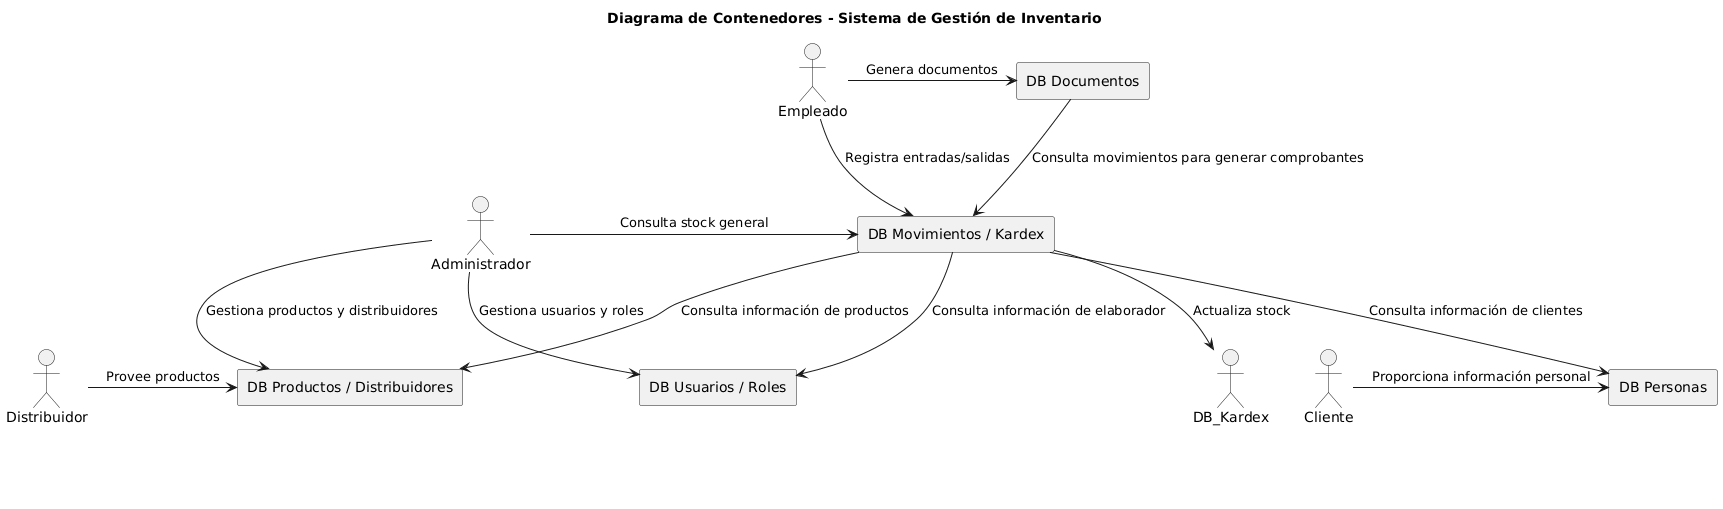 Diagrama de Contenedores - Sistema de Gestión de Inventario
Genera documentos
DB Documentos
Empleado
Registra entradas/salidas
Consulta movimientos para generar comprobantes
Consulta stock general
DB Movimientos / Kardex
Administrador
Gestiona productos y distribuidores
Gestiona usuarios y roles
Consulta información de productos
Consulta información de elaborador
Actualiza stock
Consulta información de clientes
Provee productos
Distribuidor
DB Productos / Distribuidores
DB Usuarios / Roles
DB_Kardex
Proporciona información personal
Cliente
DB Personas